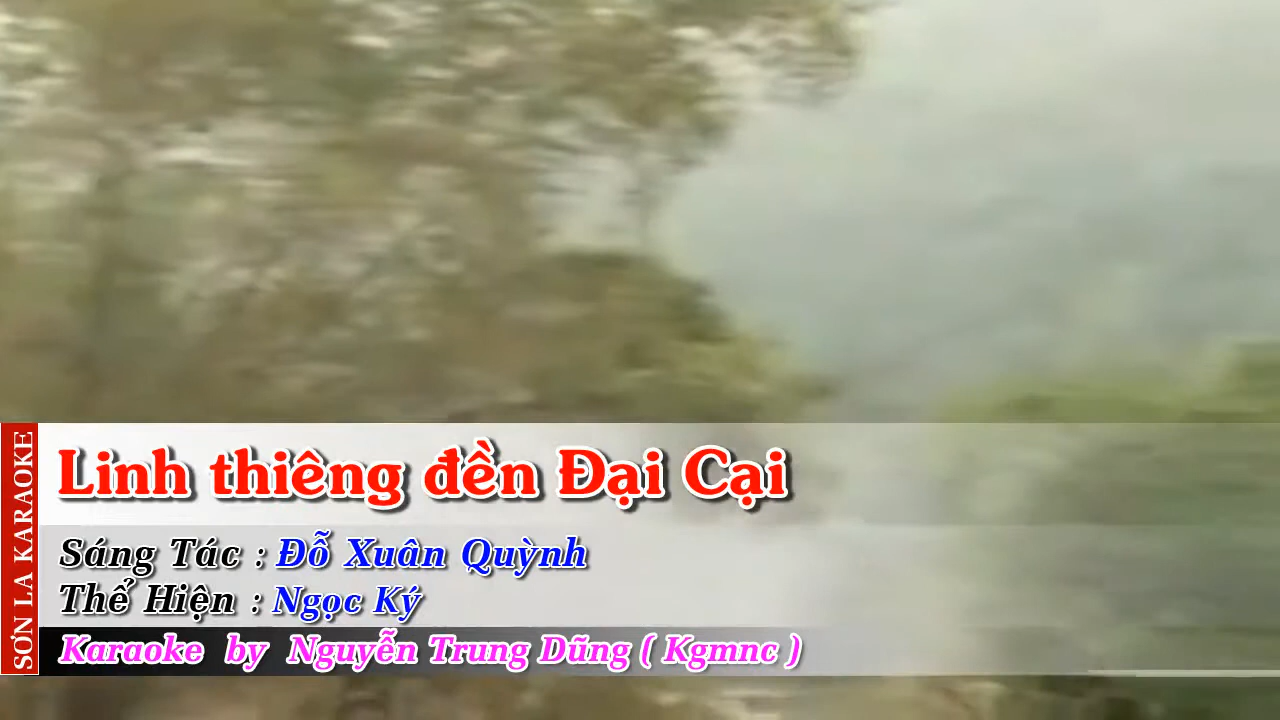 Linh thiêng đền Đại Cại
Sáng Tác : Đỗ Xuân Quỳnh
Thể Hiện : Ngọc Ký
Karaoke by Nguyễn Trung Dũng ( Kgmnc )
SƠN LA KARAOKE